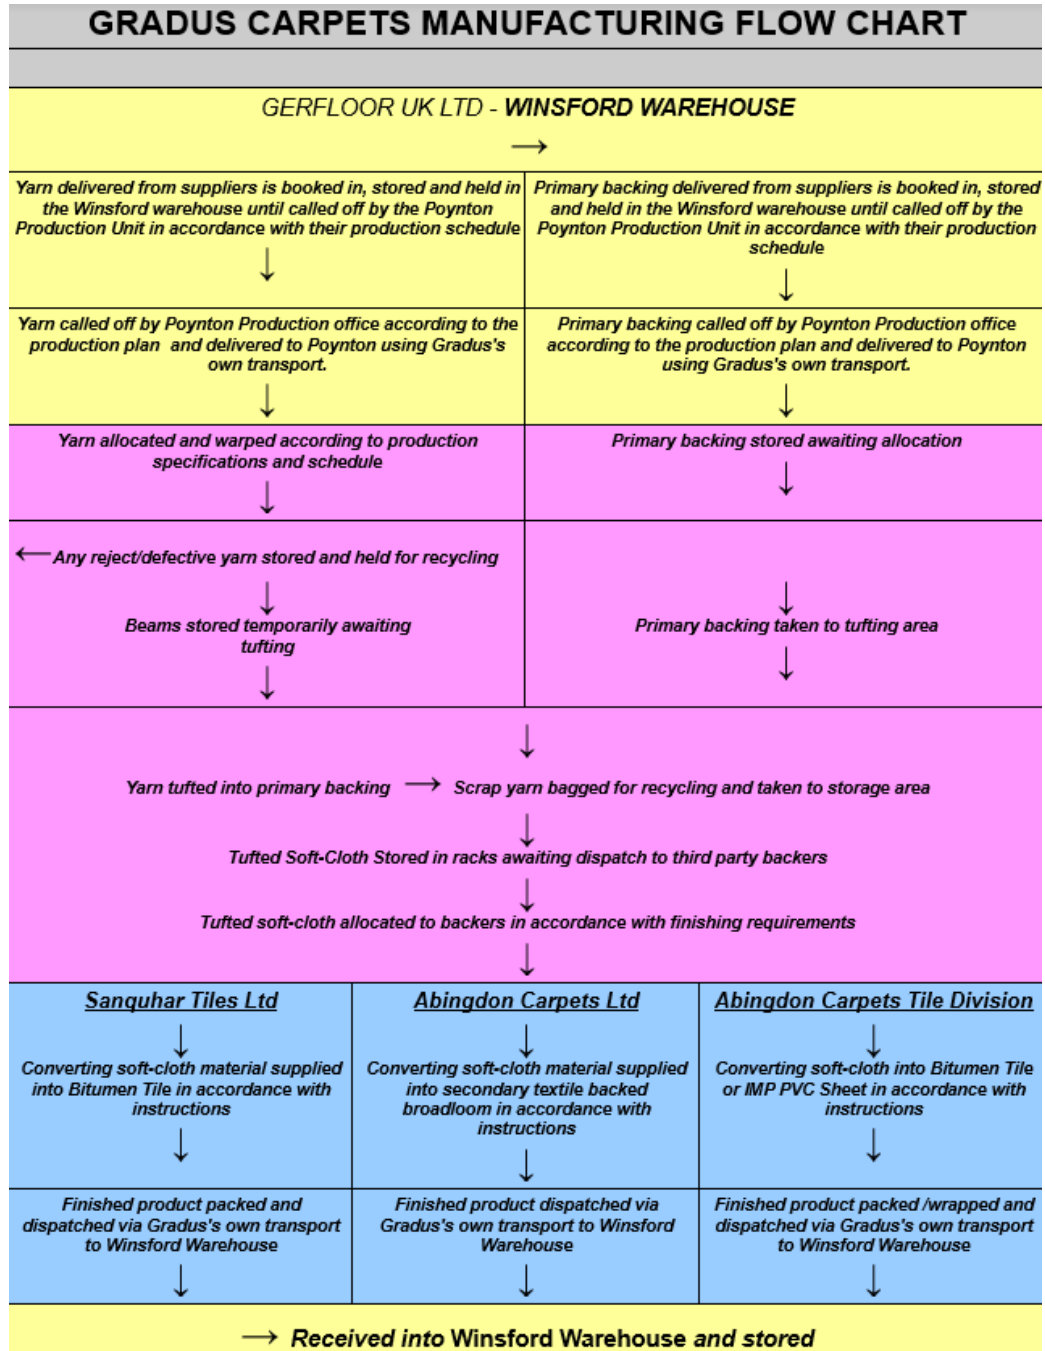 GRADUS CARPETS MANUFACTURING FLOW CHART
GERFLOOR UK LTD - WINSFORD WAREHOUSE
→
Yarn delivered from suppliers is booked in, stored and held in
the Winsford warehouse until called off by the Poynton
Production Unit in accordance with their production schedule
↓
Primary backing delivered from suppliers is booked in, stored
and held in the Winsford warehouse until called off by the
Poynton Production Unit in accordance with their production
schedule
↓
Yarn called off by Poynton Production office according to the
production plan and delivered to Poynton using Gradus's
own transport.
↓
Primary backing called off by Poynton Production office
according to the production plan and delivered to Poynton
using Gradus's own transport.
↓
Yarn allocated and warped according to production
specifications and schedule
↓
Primary backing stored awaiting allocation
↓
← Any reject/defective yarn stored and held for recycling
↓
Beams stored temporarily awaiting
tufting
↓
↓
Primary backing taken to tufting area
↓
↓
Yarn tufted into primary backing → Scrap yarn bagged for recycling and taken to storage area
↓
Tufted Soft-Cloth Stored in racks awaiting dispatch to third party backers
↓
Tufted soft-cloth allocated to backers in accordance with finishing requirements
↓
Sanquhar Tiles Ltd
↓
Converting soft-cloth material supplied
into Bitumen Tile in accordance with
instructions
↓
Abingdon Carpets Ltd
↓
Converting soft-cloth material supplied
into secondary textile backed
broadloom in accordance with
instructions
↓
Abingdon Carpets Tile Division
↓
Converting soft-cloth into Bitumen Tile
or IMP PVC Sheet in accordance with
instructions
↓
Finished product packed and
dispatched via Gradus's own transport
to Winsford Warehouse
↓
Finished product dispatched via
Gradus's own transport to Winsford
Warehouse
↓
Finished product packed /wrapped and
dispatched via Gradus's own transport
to Winsford Warehouse
↓
→ Received into Winsford Warehouse and stored